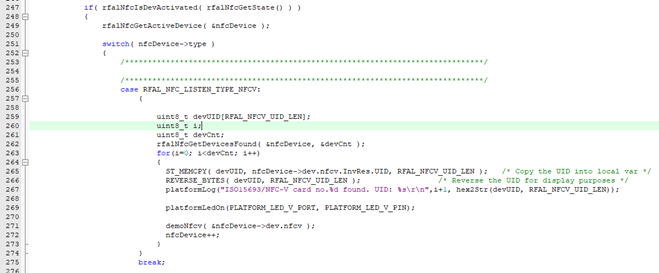 247 if( rfalNfcIsDevActivated( rfalNfcGetState() ) )
248 {
249 rfalNfcGetActiveDevice( &nfcDevice );
250
251 switch( nfcDevice->type )
252 {
253 /*******************************************************************************/
254
255 /*******************************************************************************/
256 case RFAL_NFC_LISTEN_TYPE_NFCV:
257 {
258
259 uint8_t devUID[RFAL_NFCV_UID_LEN];
260 uint8_t i;
261 uint8_t devCnt;
262 rfalNfcGetDevicesFound( &nfcDevice, &devCnt );
263 for(i=0; i<devCnt; i++)
264 {
265 ST_MEMCPY( devUID, nfcDevice->dev.nfcv.InvRes.UID, RFAL_NFCV_UID_LEN ); /* Copy the UID into local var */
266 REVERSE_BYTES( devUID, RFAL_NFCV_UID_LEN ); /* Reverse the UID for display purposes */
267 platformLog("ISO15693/NFC-V card no.%d found. UID: %s\r\n",i+1, hex2Str(devUID, RFAL_NFCV_UID_LEN));
268
269 platformLedOn(PLATFORM_LED_V_PORT, PLATFORM_LED_V_PIN);
270
271 demoNfcv( &nfcDevice->dev.nfcv );
272 nfcDevice++;
273 }
274 }
275 break;